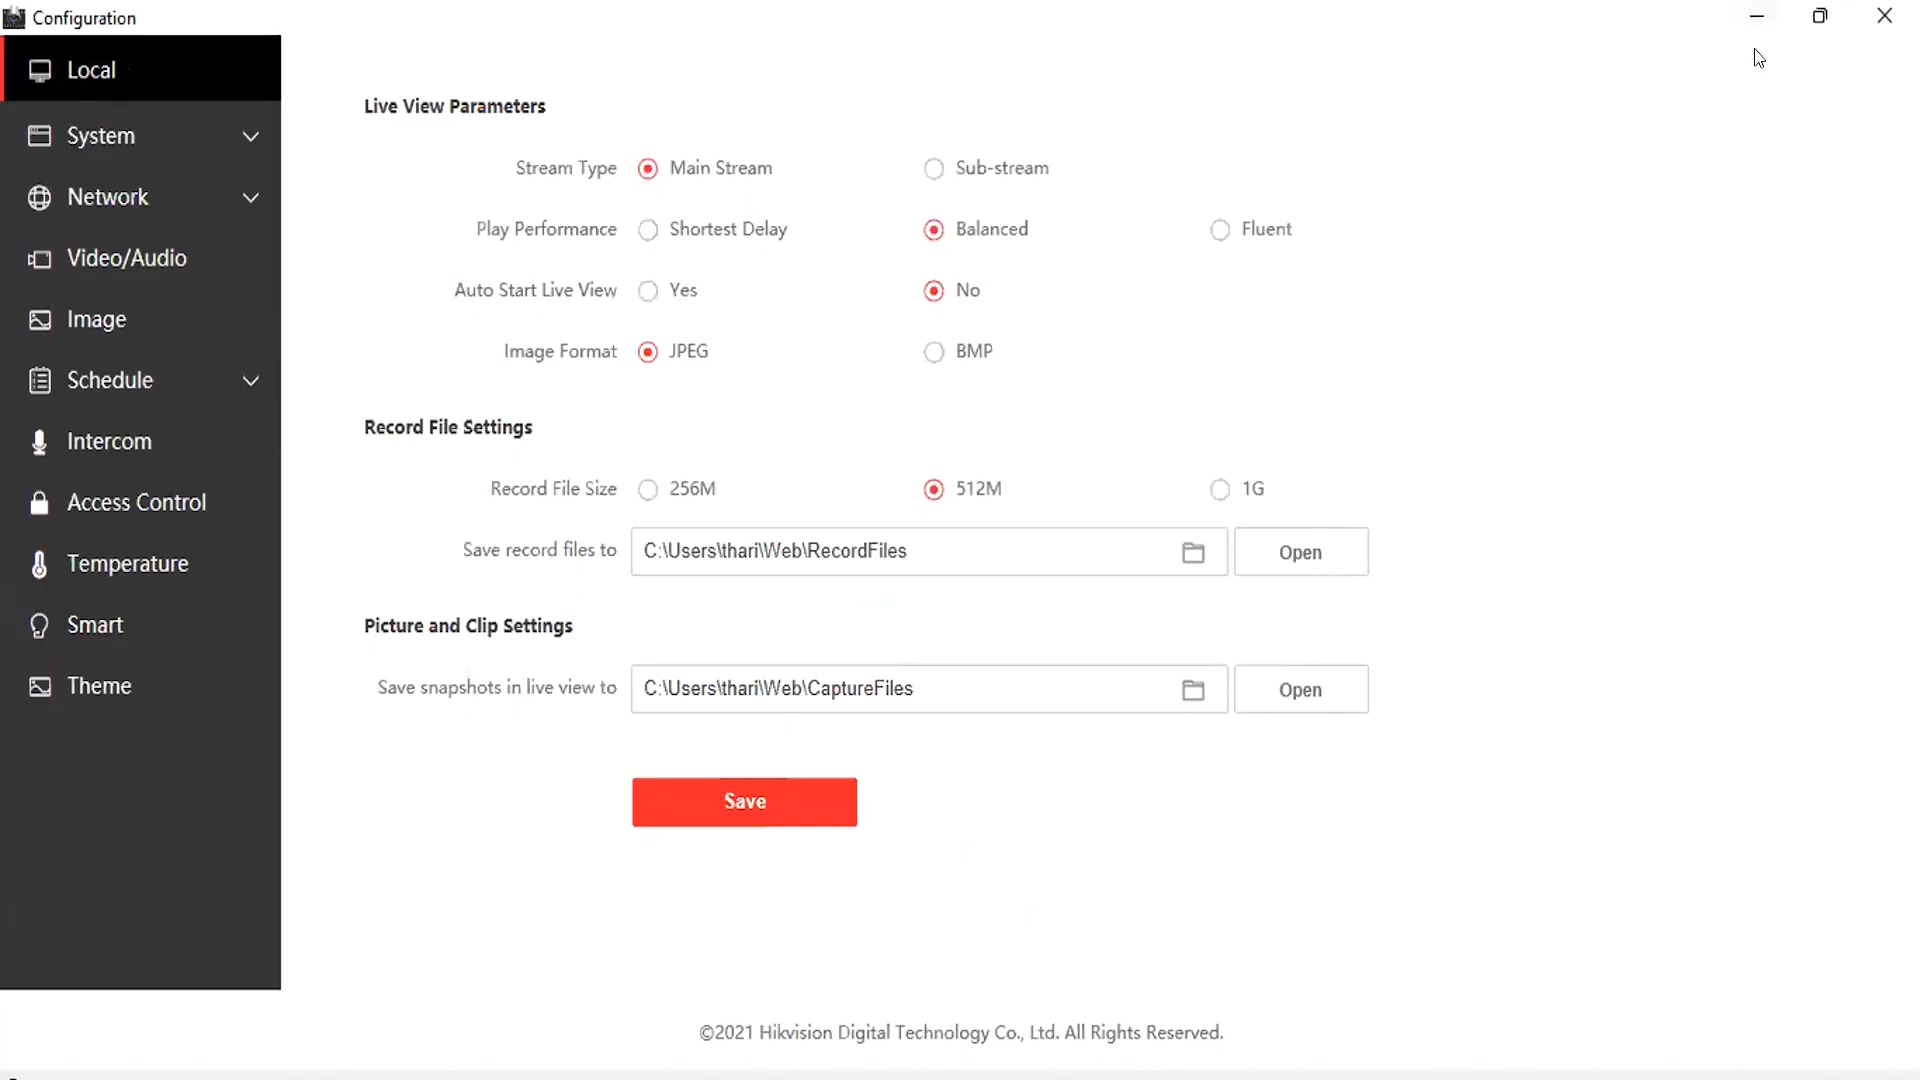 Configuration
Local
System
Network
Video/Audio
Image
Schedule
Intercom
Access Control
Temperature
Smart
Theme
Live View Parameters
Stream Type Main Stream Sub-stream
Play Performance Shortest Delay Balanced Fluent
Auto Start Live View Yes No
Image Format JPEG BMP
Record File Settings
Record File Size 256M 512M 1G
Save record files to C:\Users\thari\Web\RecordFiles Open
Picture and Clip Settings
Save snapshots in live view to C:\Users\thari\Web\CaptureFiles Open
Save
©2021 Hikvision Digital Technology Co., Ltd. All Rights Reserved.